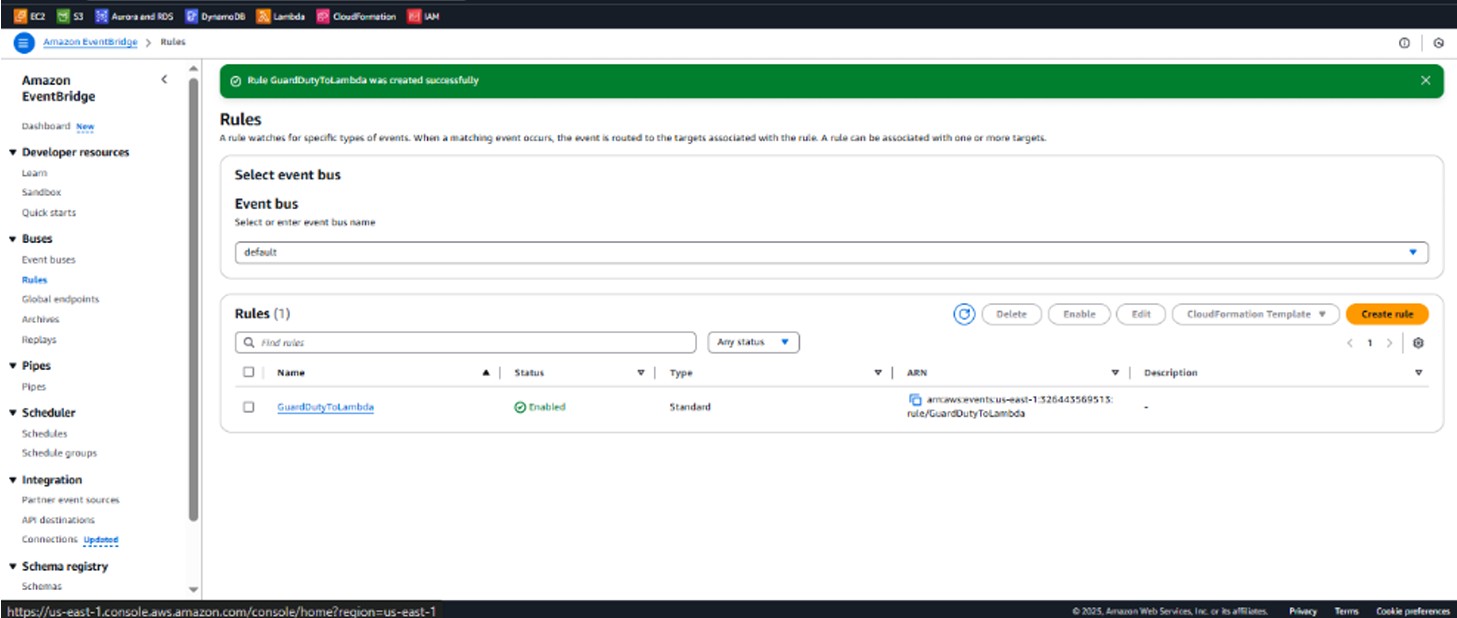 EC2 S3 Aurora and RDS DynamoDB Lambda CloudFormation IAM
Amazon EventBridge > Rules
Amazon
EventBridge
Dashboard New
Developer resources
Learn
Sandbox
Quick starts
Buses
Event buses
Rules
Global endpoints
Archives
Replays
Pipes
Pipes
Scheduler
Schedules
Schedule groups
Integration
Partner event sources
API destinations
Connections Updated
Schema registry
Schemas
Rule GuardDutyToLambda was created successfully
Rules
A rule watches for specific types of events. When a matching event occurs, the event is routed to the targets associated with the rule. A rule can be associated with one or more targets.
Select event bus
Event bus
Select or enter event bus name
default
Rules (1)
Delete Enable Edit CloudFormation Template Create rule
Find rules Any status 1
Name Status Type ARN Description
GuardDutyToLambda Enabled Standard arn:aws:events:us-east-1:326443569513:
rule/GuardDutyToLambda -
https://us-east-1.console.aws.amazon.com/console/home?region=us-east-1
© 2025, Amazon Web Services, Inc. or its affiliates. Privacy Terms Cookie preferences